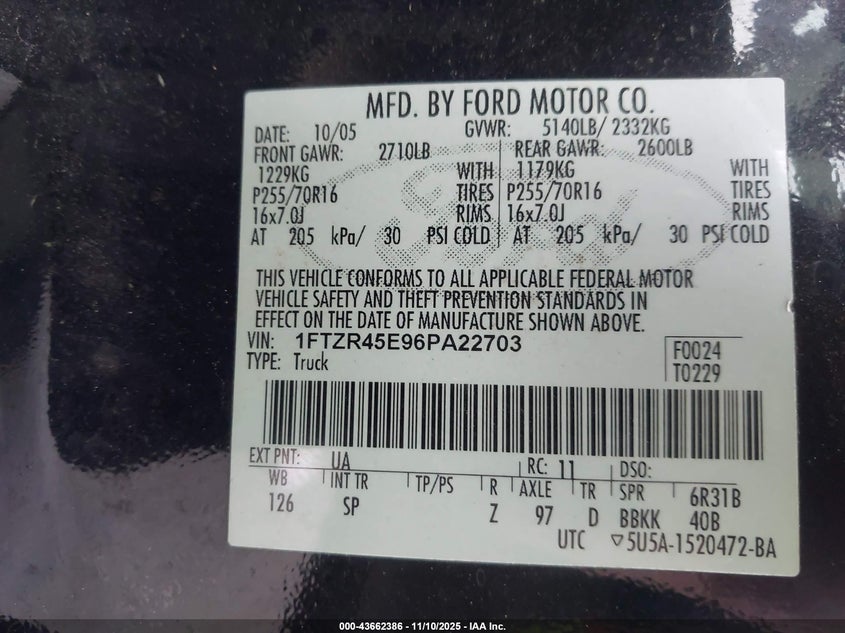 MFD. BY FORD MOTOR CO.
DATE: 10/05 GVWR: 5140LB/ 2332KG
FRONT GAWR: 2710LB REAR GAWR: 2600LB
1229KG WITH 1179KG WITH
P255/70R16 TIRES P255/70R16 TIRES
16x7.0J RIMS 16x7.0J RIMS
AT 205 kPa/ 30 PSI COLD AT 205 kPa/ 30 PSI COLD
Ford
THIS VEHICLE CONFORMS TO ALL APPLICABLE FEDERAL MOTOR
VEHICLE SAFETY AND THEFT PREVENTION STANDARDS IN
EFFECT ON THE DATE OF MANUFACTURE SHOWN ABOVE.
VIN: 1FTZR45E96PA22703
TYPE: Truck
F0024
T0229
EXT PNT: UA RC: 11 DSO:
WB INT TR TP/PS R AXLE TR SPR 6R31B
126 SP Z 97 D BBKK 40B
UTC ▽5U5A-1520472-BA
000-43662386 - 11/10/2025 - IAA Inc.